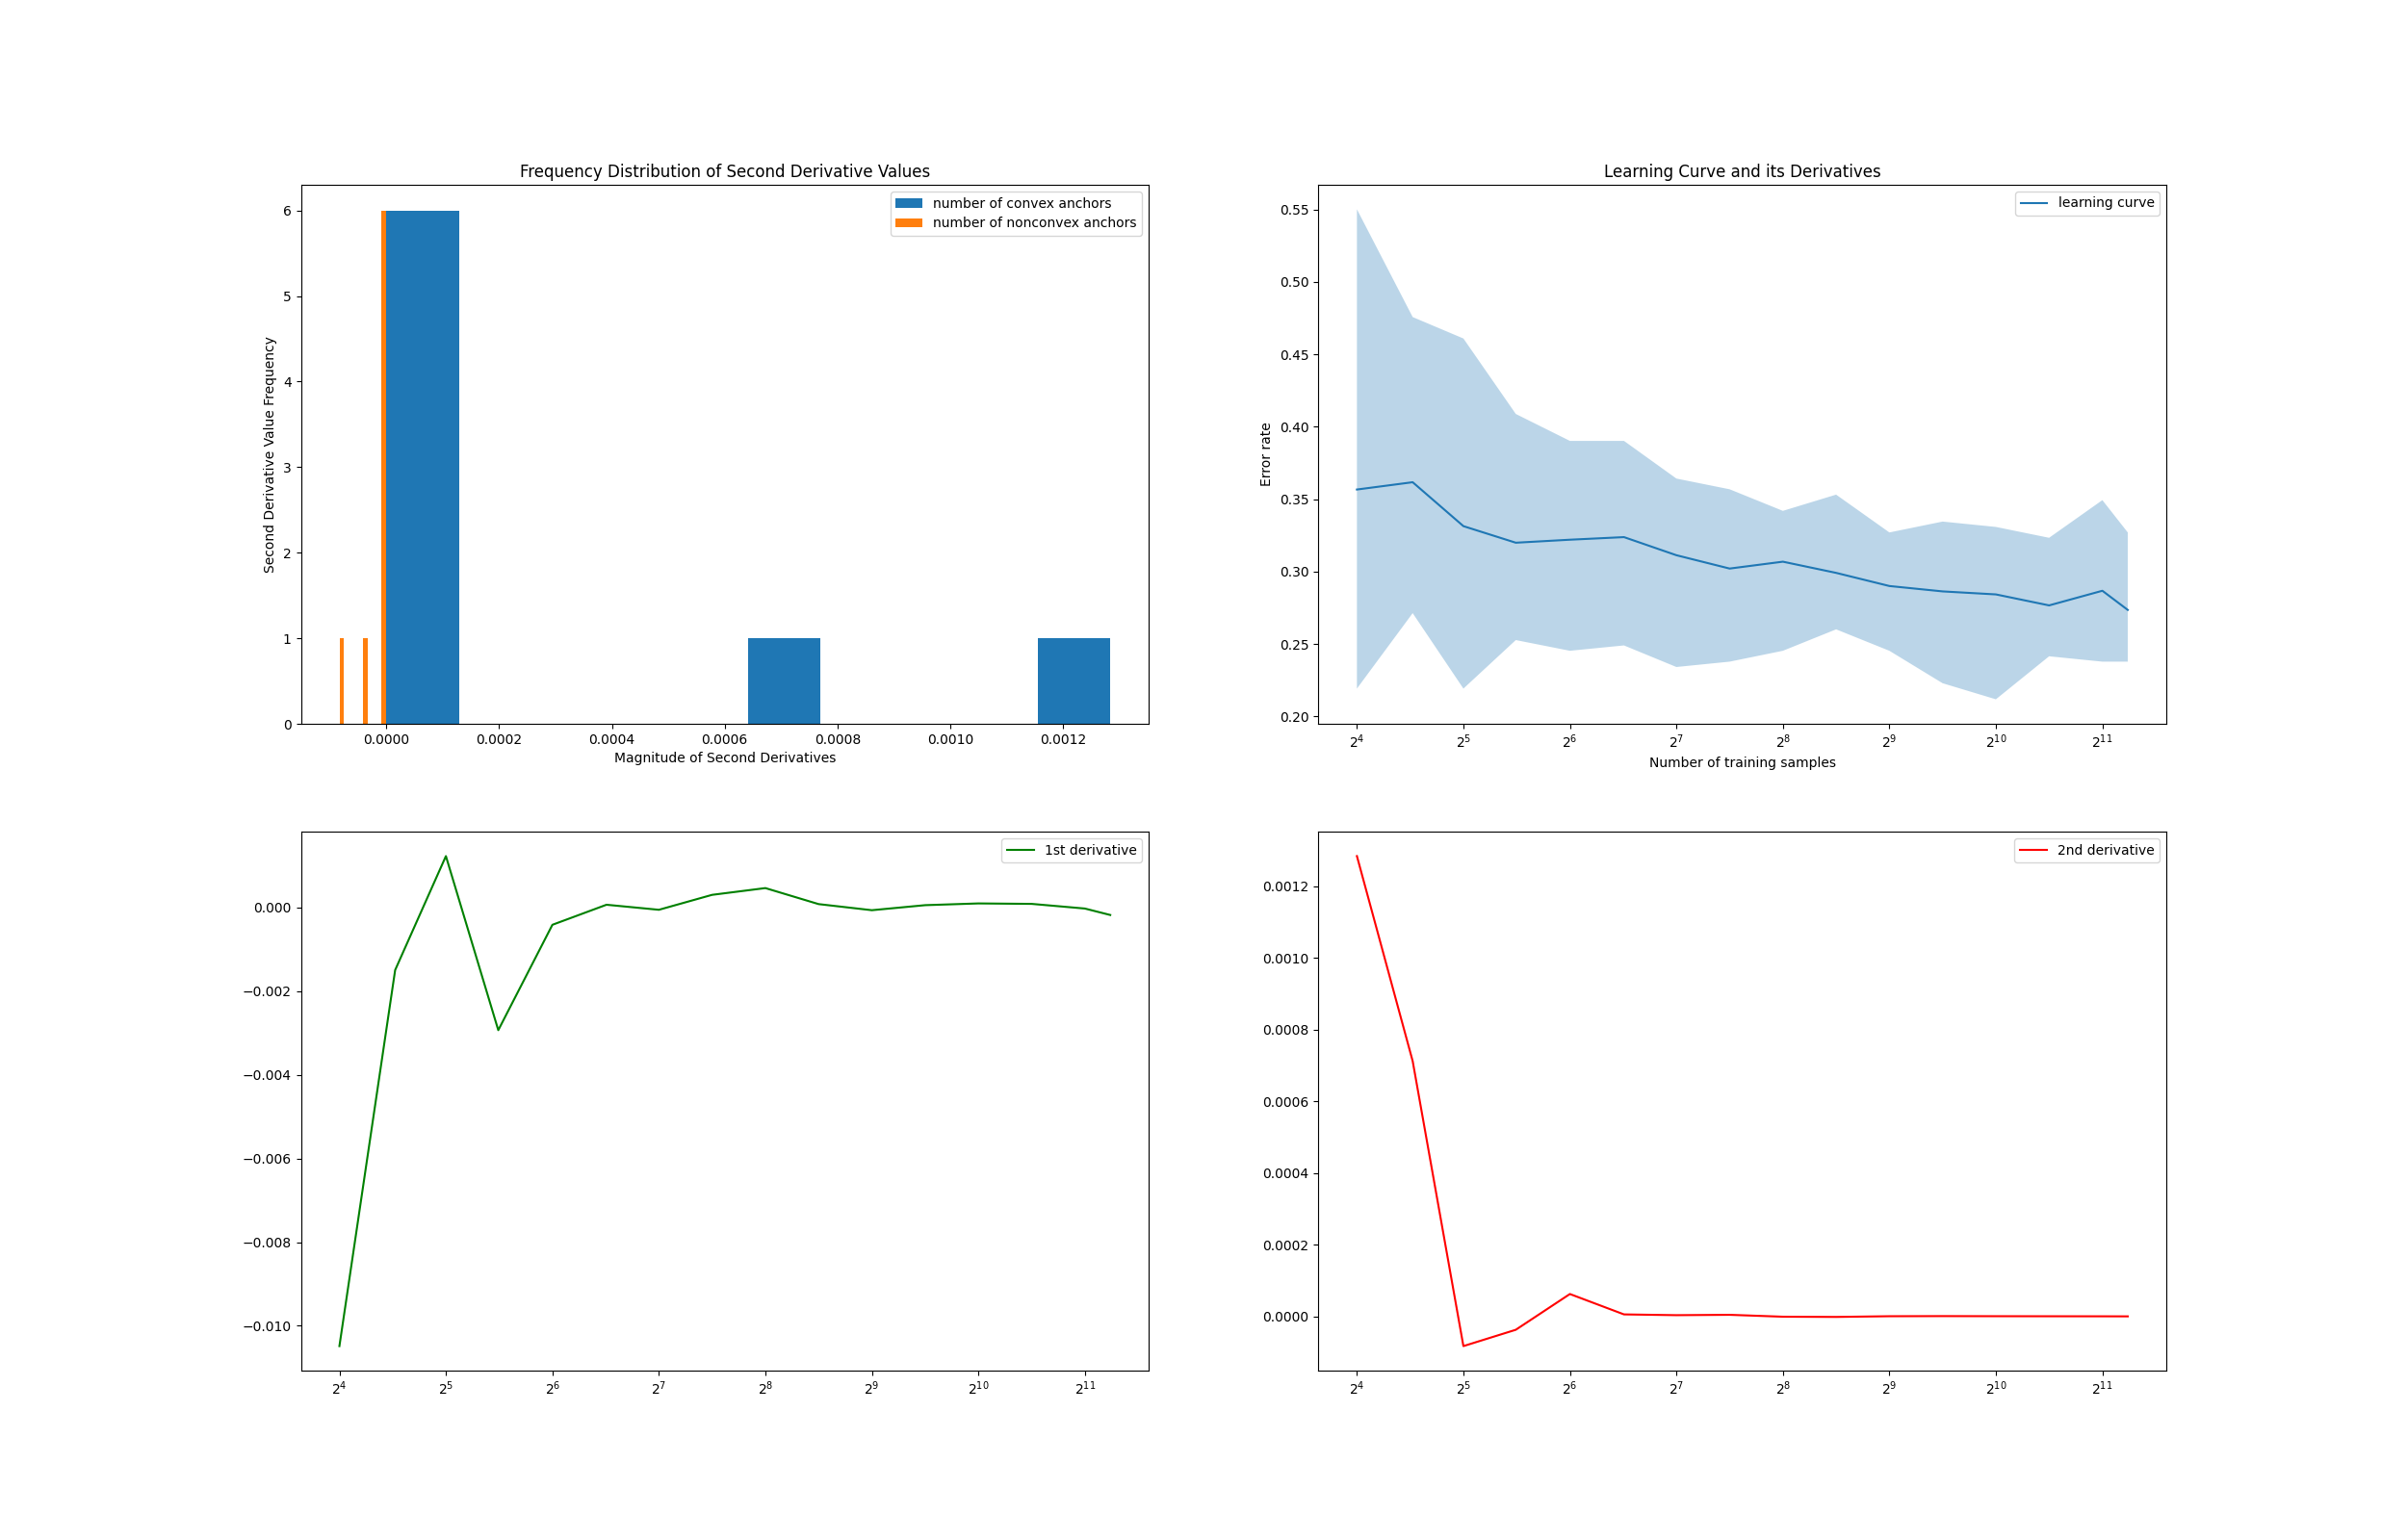 Frequency Distribution of Second Derivative Values
number of convex anchors
number of nonconvex anchors
6
5
4
3
2
1
0
Second Derivative Value Frequency
0.0000 0.0002 0.0004 0.0006 0.0008 0.0010 0.0012
Magnitude of Second Derivatives
Learning Curve and its Derivatives
learning curve
0.55
0.50
0.45
0.40
0.35
0.30
0.25
0.20
Error rate
2⁴ 2⁵ 2⁶ 2⁷ 2⁸ 2⁹ 2¹⁰ 2¹¹
Number of training samples
1st derivative
0.000
−0.002
−0.004
−0.006
−0.008
−0.010
2⁴ 2⁵ 2⁶ 2⁷ 2⁸ 2⁹ 2¹⁰ 2¹¹
2nd derivative
0.0012
0.0010
0.0008
0.0006
0.0004
0.0002
0.0000
2⁴ 2⁵ 2⁶ 2⁷ 2⁸ 2⁹ 2¹⁰ 2¹¹